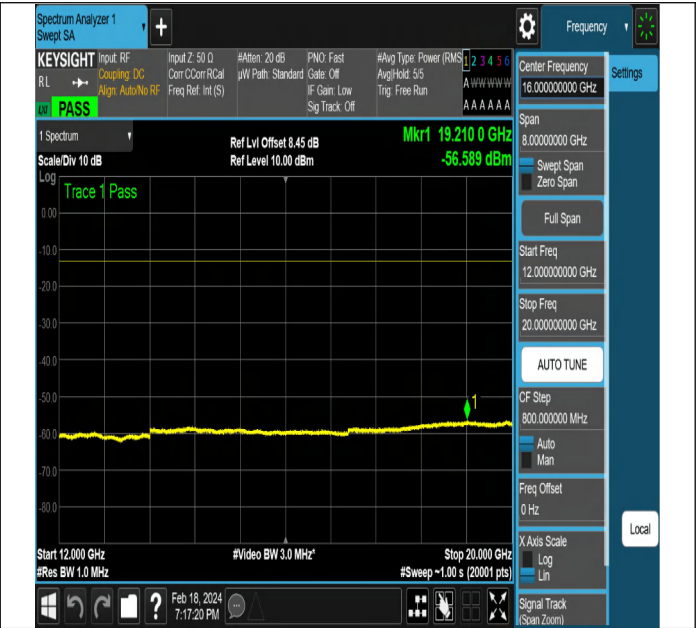 Spectrum Analyzer 1
Swept SA
Frequency
KEYSIGHT
RL
LXI
PASS
Input: RF
Coupling: DC
Align: Auto/No RF
Input Z: 50 Ω
Corr CCorr RCal
Freq Ref: Int (S)
#Atten: 20 dB
µW Path: Standard
PNO: Fast
Gate: Off
IF Gain: Low
Sig Track: Off
#Avg Type: Power (RMS
Avg|Hold: 5/5
Trig: Free Run
1 2 3 4 5 6
A W W W W W
A A A A A A
1 Spectrum
Scale/Div 10 dB
Log
Ref Lvl Offset 8.45 dB
Ref Level 10.00 dBm
Mkr1 19.210 0 GHz
-56.589 dBm
Trace 1 Pass
0.00
-10.0
-20.0
-30.0
-40.0
-50.0
-60.0
-70.0
-80.0
1
Start 12.000 GHz
#Res BW 1.0 MHz
#Video BW 3.0 MHz*
Stop 20.000 GHz
#Sweep ~1.00 s (20001 pts)
Feb 18, 2024
7:17:20 PM
Center Frequency
16.000000000 GHz
Span
8.00000000 GHz
Swept Span
Zero Span
Full Span
Start Freq
12.000000000 GHz
Stop Freq
20.000000000 GHz
AUTO TUNE
CF Step
800.000000 MHz
Auto
Man
Freq Offset
0 Hz
X Axis Scale
Log
Lin
Signal Track
(Span Zoom)
Settings
Local